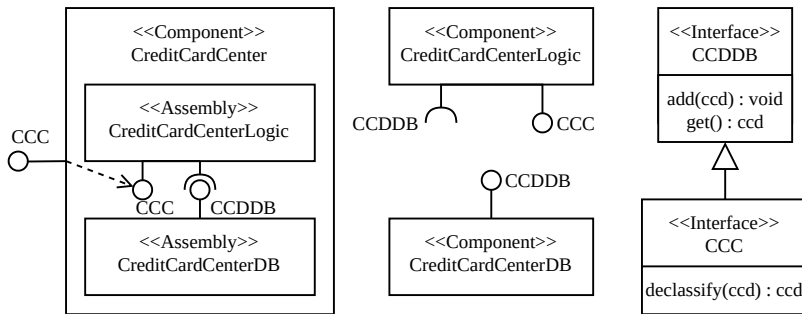 <<Component>>
CreditCardCenter
<<Assembly>>
CreditCardCenterLogic
CCC
CCC
CCDDB
<<Assembly>>
CreditCardCenterDB
<<Component>>
CreditCardCenterLogic
CCDDB
CCC
CCDDB
<<Component>>
CreditCardCenterDB
<<Interface>>
CCDDB
add(ccd) : void
get() : ccd
<<Interface>>
CCC
declassify(ccd) : ccd